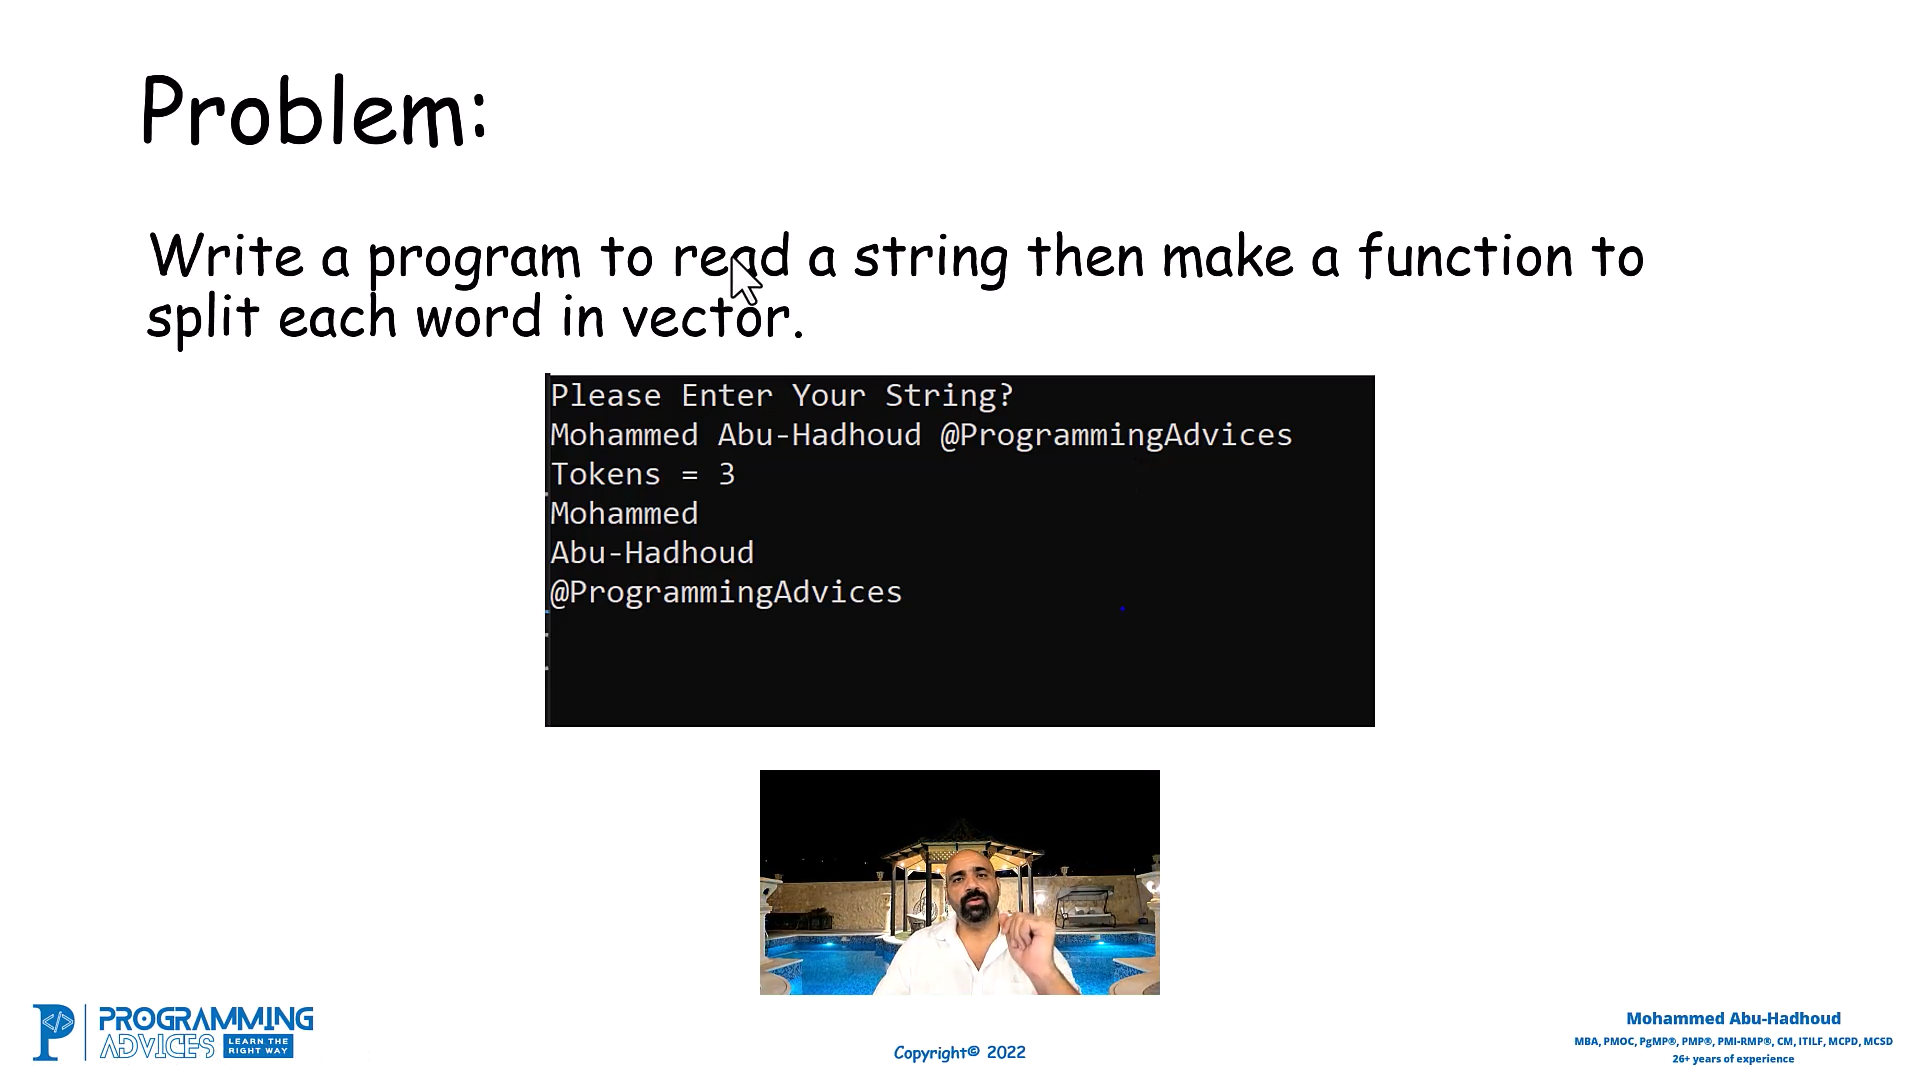 Problem:
Write a program to read a string then make a function to
split each word in vector.
Please Enter Your String?
Mohammed Abu-Hadhoud @ProgrammingAdvices
Tokens = 3
Mohammed
Abu-Hadhoud
@ProgrammingAdvices
P </>
PROGRAMMING
ADVICES
LEARN THE
RIGHT WAY
Copyright© 2022
Mohammed Abu-Hadhoud
MBA, PMOC, PgMP®, PMP®, PMI-RMP®, CM, ITILF, MCPD, MCSD
26+ years of experience